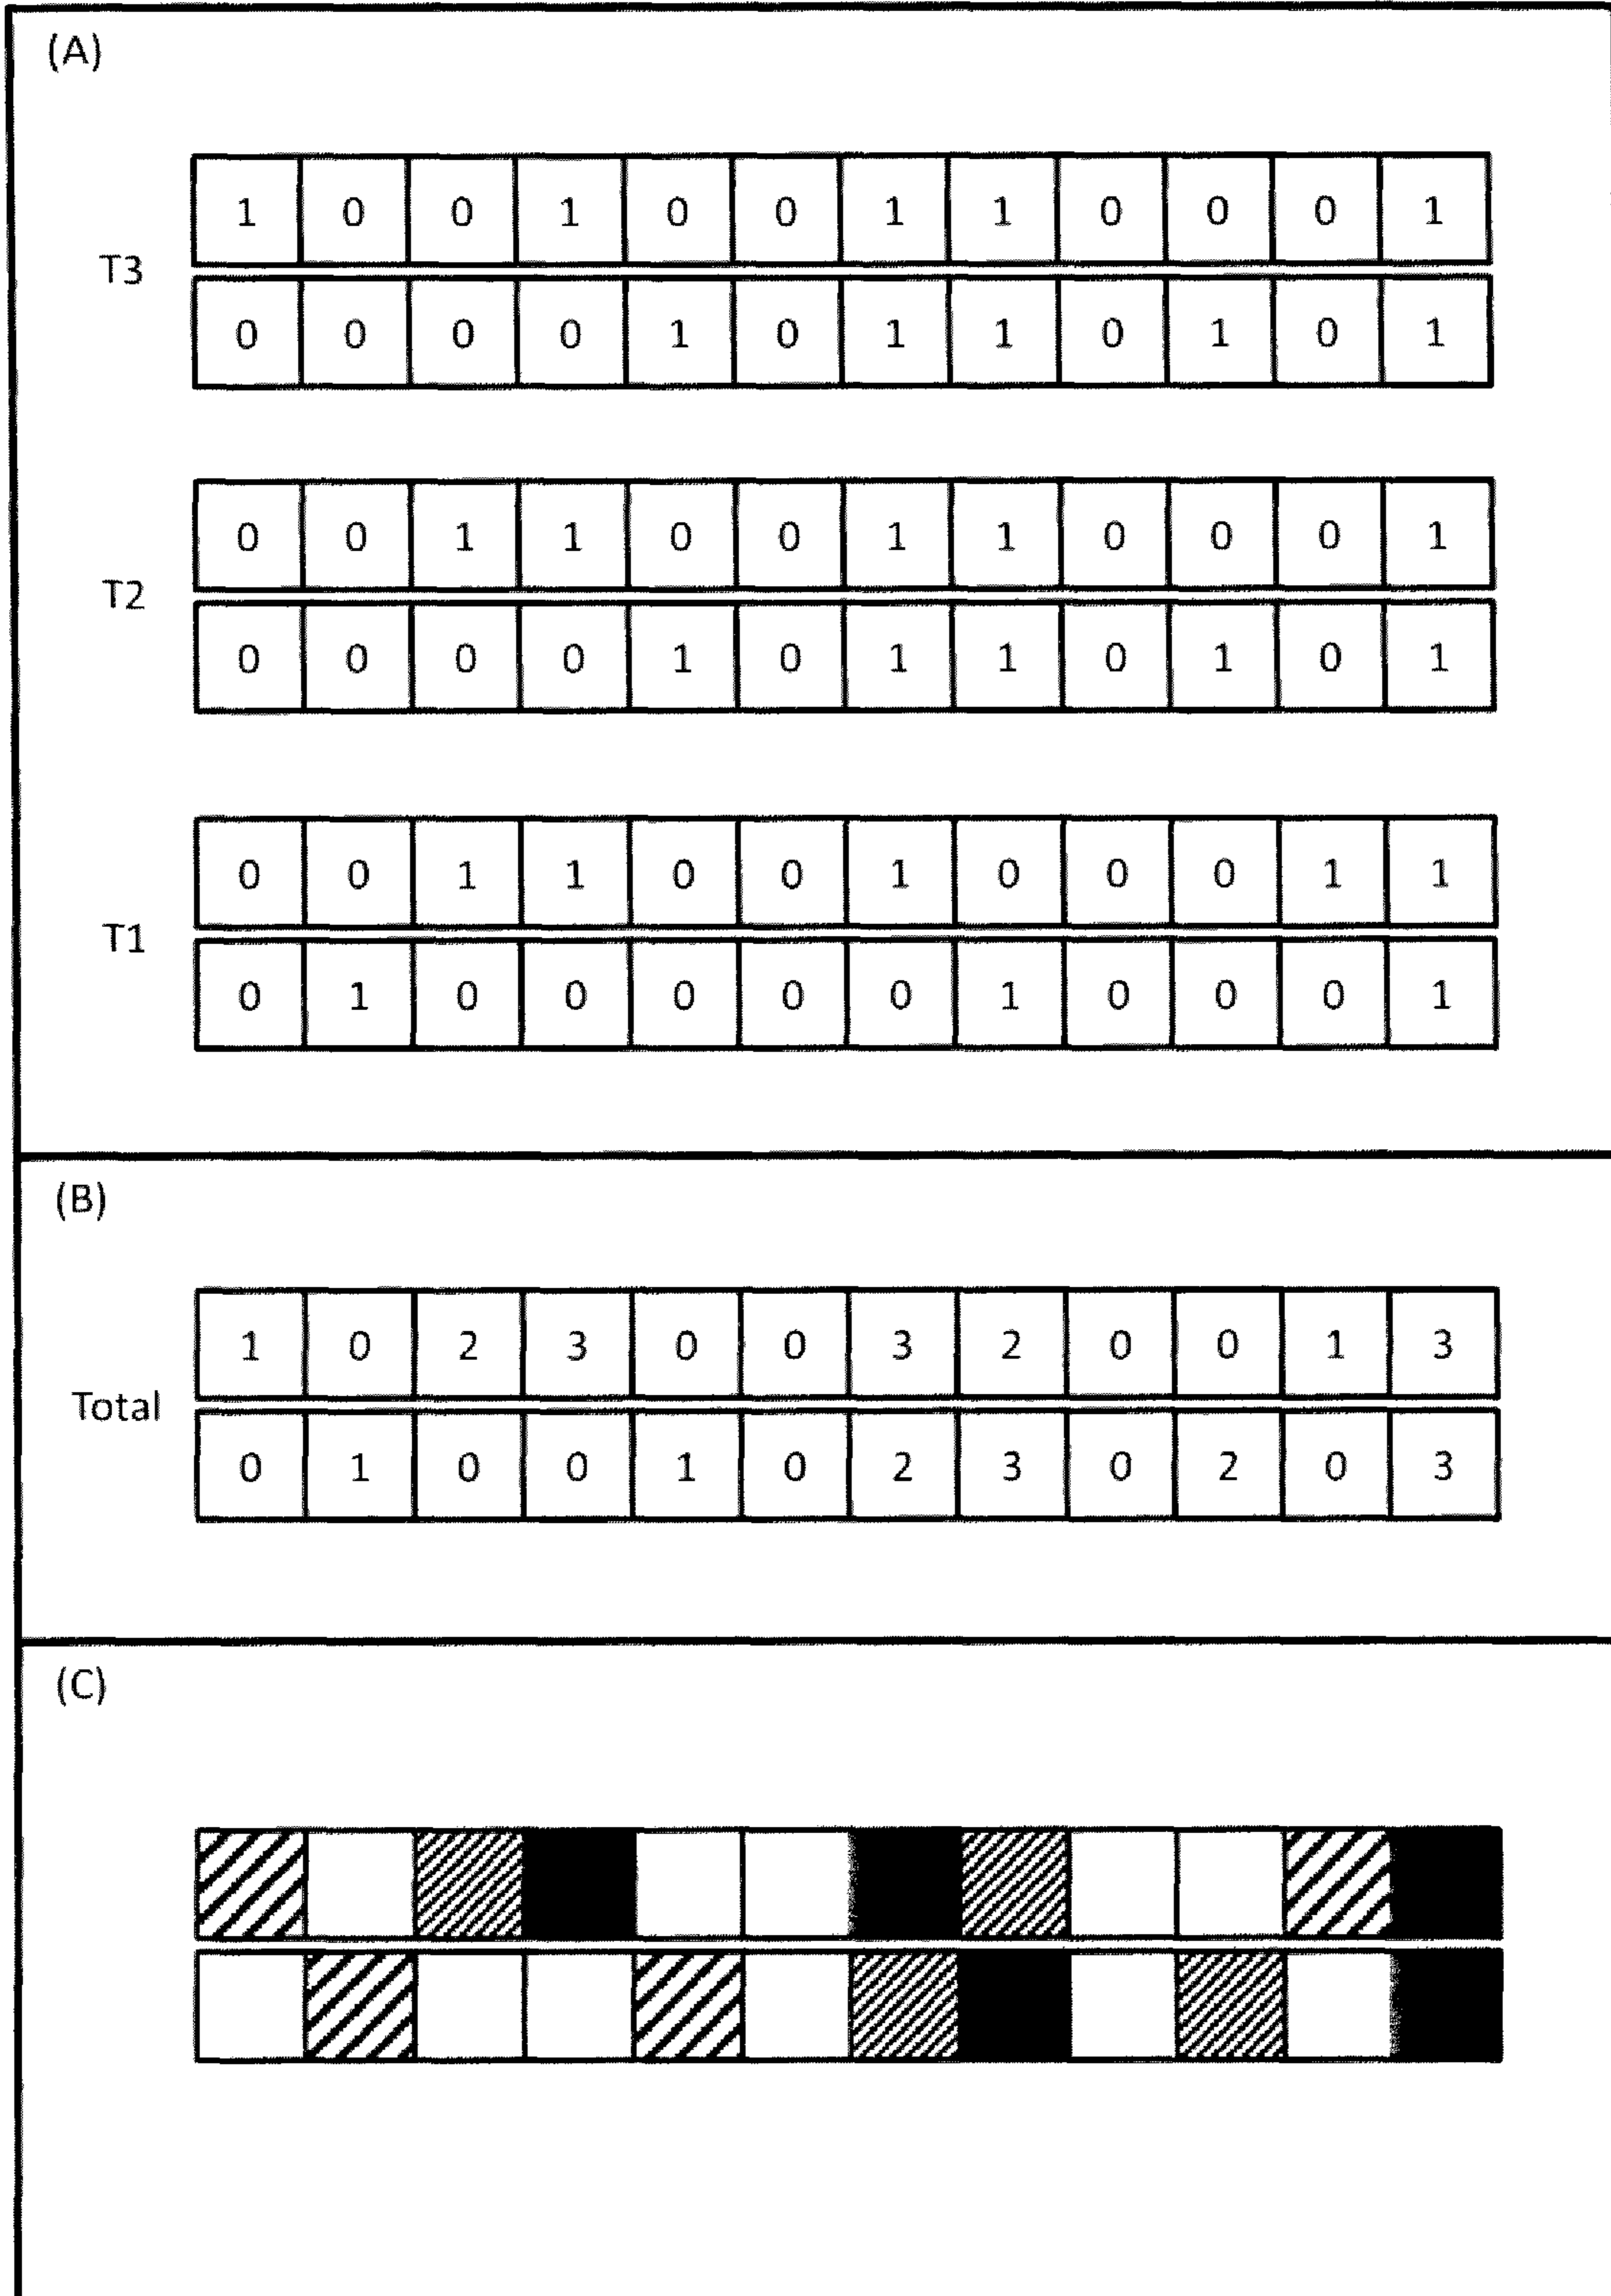 (A)
1 0 0 1 0 0 1 1 0 0 0 1
T3
0 0 0 0 1 0 1 1 0 1 0 1
0 0 1 1 0 0 1 1 0 0 0 1
T2
0 0 0 0 1 0 1 1 0 1 0 1
0 0 1 1 0 0 1 0 0 0 1 1
T1
0 1 0 0 0 0 0 1 0 0 0 1
(B)
1 0 2 3 0 0 3 2 0 0 1 3
Total
0 1 0 0 1 0 2 3 0 2 0 3
(C)